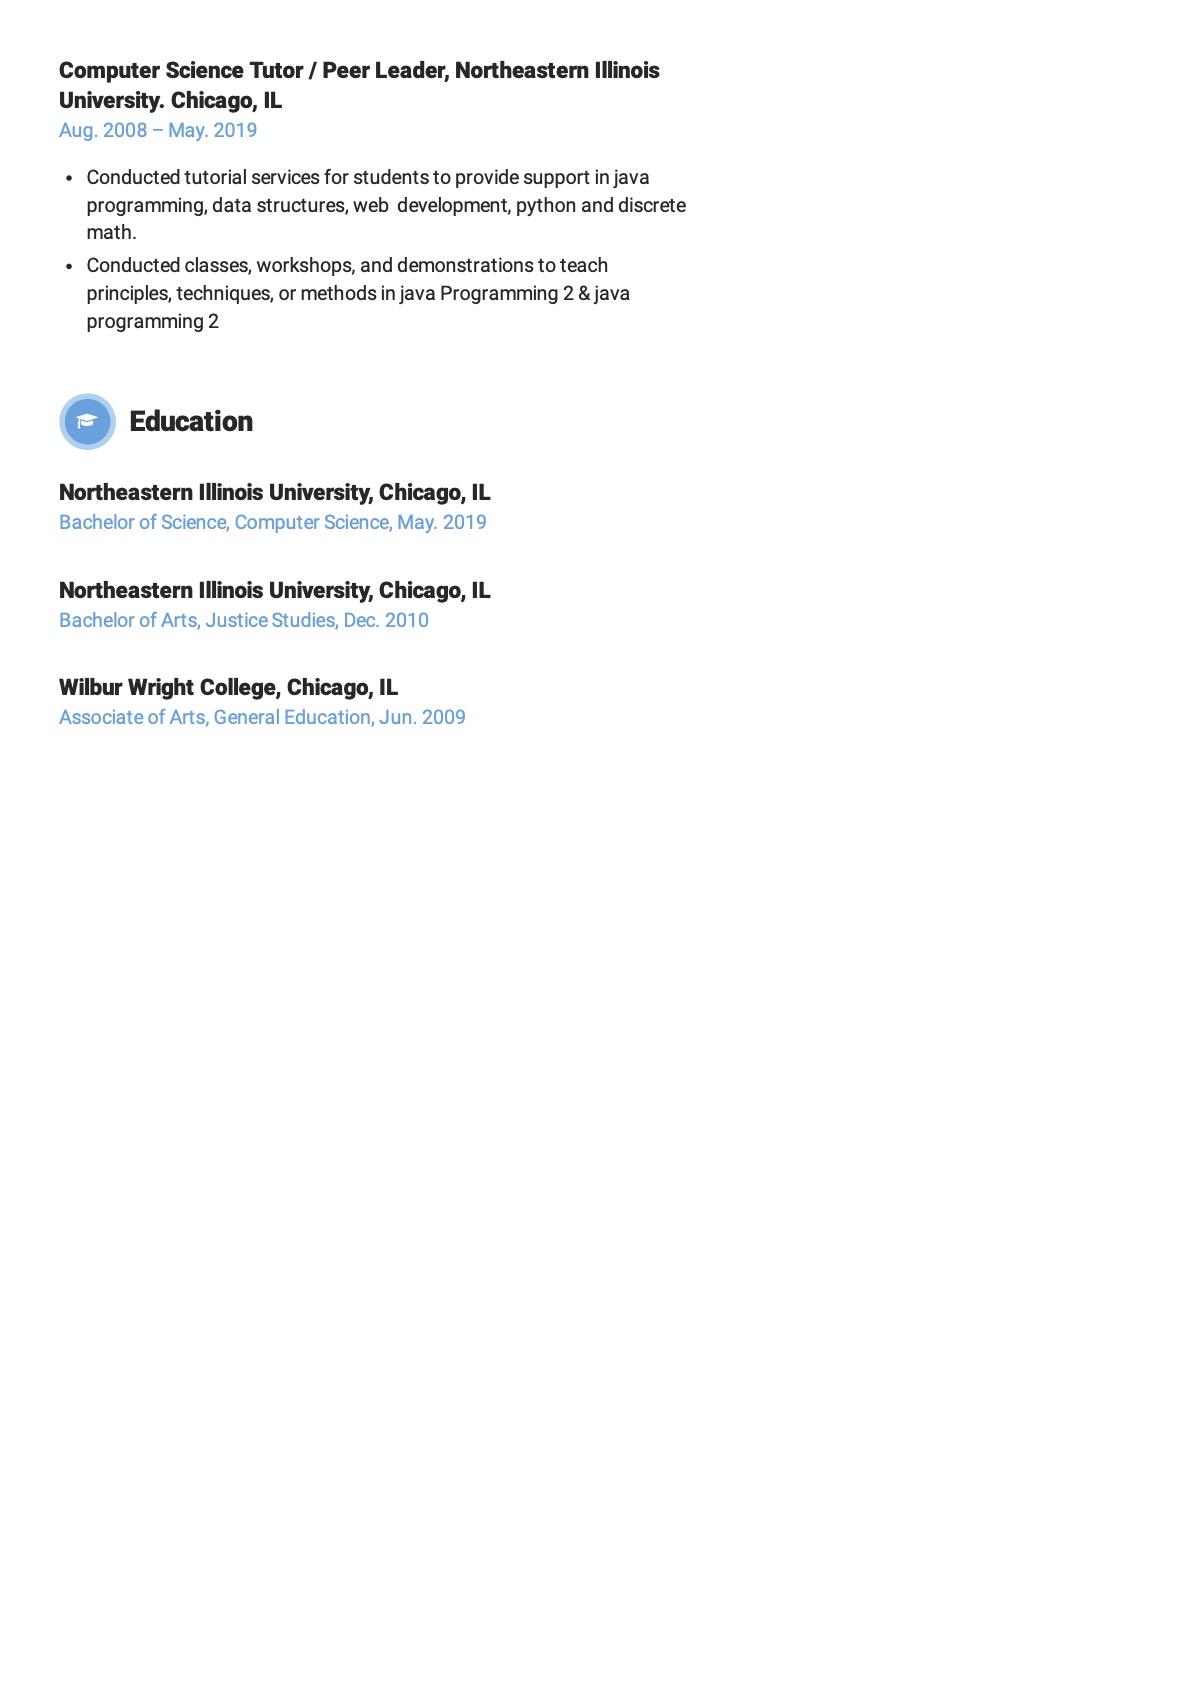 Computer Science Tutor / Peer Leader, Northeastern Illinois
University. Chicago, IL
Aug. 2008 – May. 2019
• Conducted tutorial services for students to provide support in java
programming, data structures, web  development, python and discrete
math.
• Conducted classes, workshops, and demonstrations to teach
principles, techniques, or methods in java Programming 2 & java
programming 2
Education
Northeastern Illinois University, Chicago, IL
Bachelor of Science, Computer Science, May. 2019
Northeastern Illinois University, Chicago, IL
Bachelor of Arts, Justice Studies, Dec. 2010
Wilbur Wright College, Chicago, IL
Associate of Arts, General Education, Jun. 2009